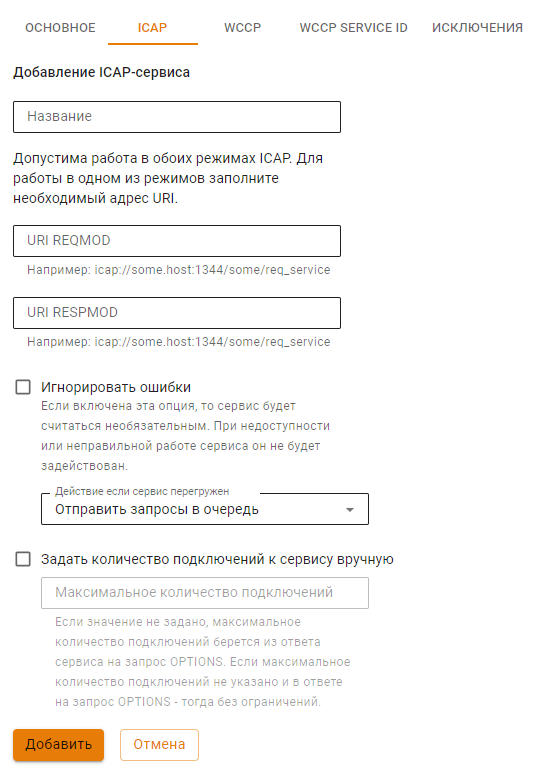 ОСНОВНОЕ ICAP WCCP WCCP SERVICE ID ИСКЛЮЧЕНИЯ
Добавление ICAP-сервиса
Название
Допустима работа в обоих режимах ICAP. Для
работы в одном из режимов заполните
необходимый адрес URI.
URI REQMOD
Например: icap://some.host:1344/some/req_service
URI RESPMOD
Например: icap://some.host:1344/some/req_service
Игнорировать ошибки
Если включена эта опция, то сервис будет
считаться необязательным. При недоступности
или неправильной работе сервиса он не будет
задействован.
Действие если сервис перегружен
Отправить запросы в очередь
Задать количество подключений к сервису вручную
Максимальное количество подключений
Если значение не задано, максимальное
количество подключений берется из ответа
сервиса на запрос OPTIONS. Если максимальное
количество подключений не указано и в ответе
на запрос OPTIONS - тогда без ограничений.
Добавить Отмена